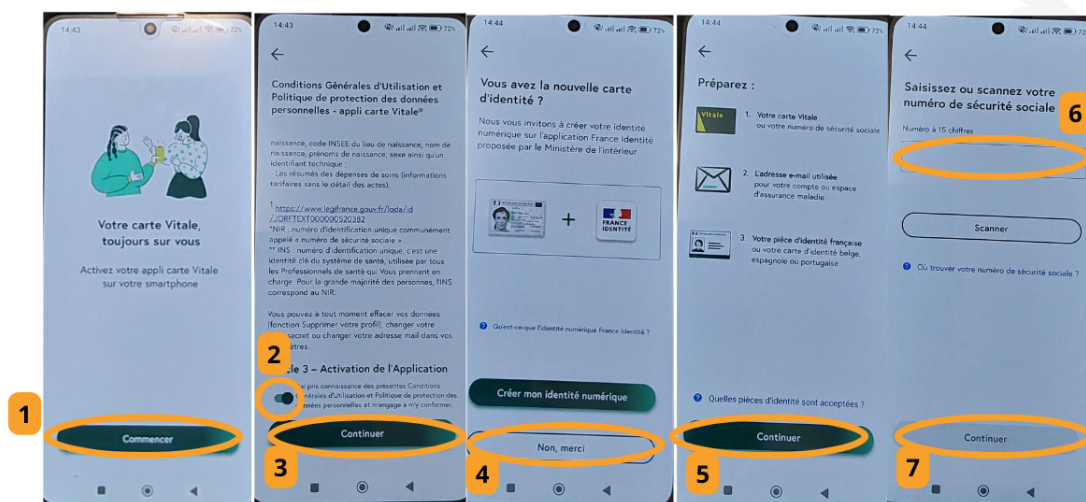 14:43
72%
Votre carte Vitale,
toujours sur vous
Activez votre appli carte Vitale
sur votre smartphone
1
Commencer
14:43
72%
Conditions Générales d'Utilisation et
Politique de protection des données
personnelles - appli carte Vitale*
naissance, code INSEE du lieu de naissance, nom de
naissance, prénoms de naissance, sexe ainsi qu'un
identifiant technique ;
- Les résumés des dépenses de soins (informations
tarifaires sans le détail des actes).
1 https://www.legifrance.gouv.fr/loda/id
/JORFTEXT000000520382
*NIR : numéro d'identification unique communément
appelé « numéro de sécurité sociale »
** INS : numéro d'identification unique, c'est une
identité clé du système de santé, utilisée par tous
les Professionnels de santé qui Vous prennent en
charge. Pour la grande majorité des personnes, l'INS
correspond au NIR.
Vous pouvez à tout moment effacer vos données
(fonction Supprimer votre profil), changer votre
secret ou changer votre adresse mail dans vos
2
3 – Activation de l'Application
pris connaissance des présentes Conditions
Générales d'Utilisation et Politique de protection des
données personnelles et m'engage à m'y conformer.
Continuer
3
14:44
72%
Vous avez la nouvelle carte
d'identité ?
Nous vous invitons à créer votre identité
numérique sur l'application France Identité
proposée par le Ministère de l'intérieur
+
FRANCE
IDENTITÉ
Qu'est-ce-que l'identité numérique France Identité ?
Créer mon identité numérique
Non, merci
4
14:44
72%
Préparez :
Vitale
1. Votre carte Vitale
ou votre numéro de sécurité sociale
2. L'adresse e-mail utilisée
pour votre compte ou espace
d'assurance maladie
3. Votre pièce d'identité française
ou votre carte d'identité belge,
espagnole ou portugaise
Quelles pièces d'identité sont acceptées ?
Continuer
5
14:44
Saisissez ou scannez votre
numéro de sécurité sociale
6
Numéro à 15 chiffres
Scanner
Où trouver votre numéro de sécurité sociale ?
Continuer
7